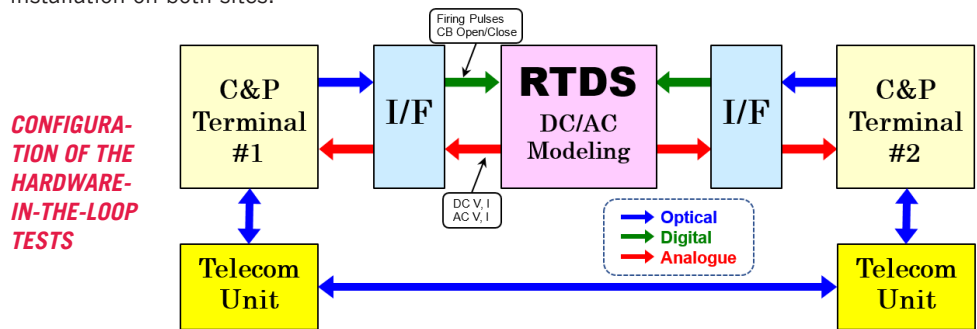 installation on both sites.
Firing Pulses
CB Open/Close
C&P
Terminal
#1
I/F
RTDS
DC/AC
Modeling
I/F
C&P
Terminal
#2
CONFIGURA-
TION OF THE
HARDWARE-
IN-THE-LOOP
TESTS
DC V, I
AC V, I
Optical
Digital
Analogue
Telecom
Unit
Telecom
Unit